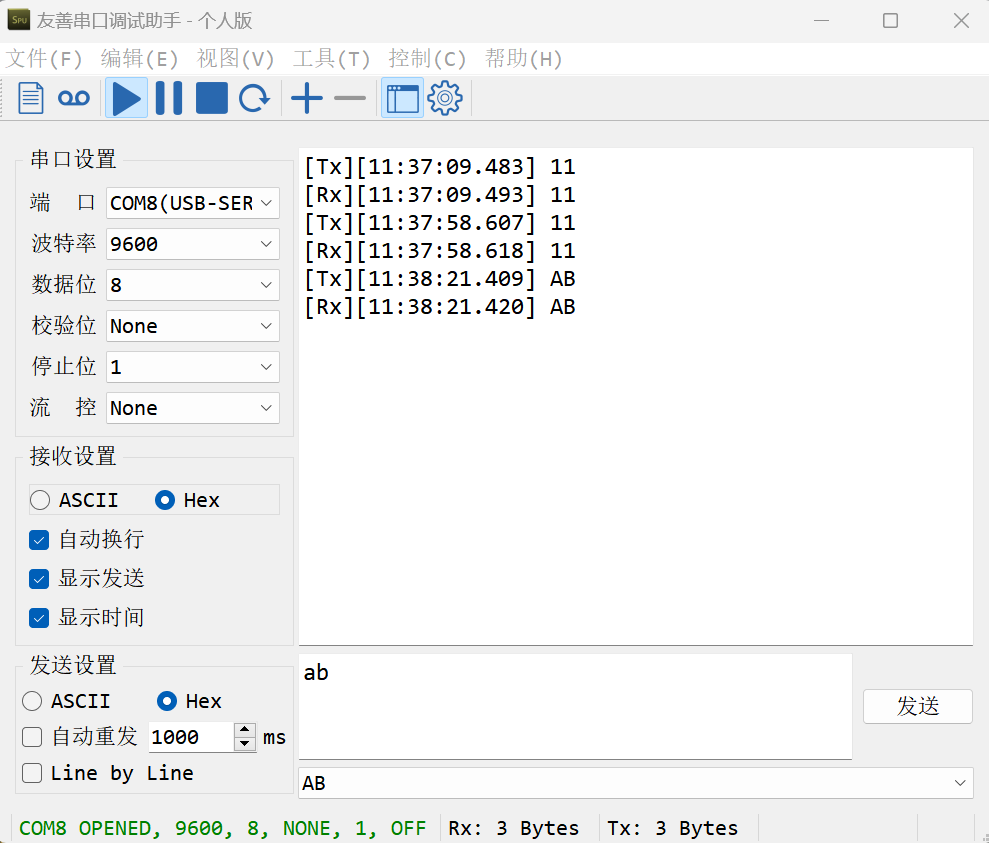 SPU 友善串口调试助手 - 个人版
文件(F) 编辑(E) 视图(V) 工具(T) 控制(C) 帮助(H)
串口设置
端 口 COM8(USB-SER
波特率 9600
数据位 8
校验位 None
停止位 1
流 控 None
接收设置
ASCII Hex
自动换行
显示发送
显示时间
发送设置
ASCII Hex
自动重发 1000 ms
Line by Line
[Tx][11:37:09.483] 11
[Rx][11:37:09.493] 11
[Tx][11:37:58.607] 11
[Rx][11:37:58.618] 11
[Tx][11:38:21.409] AB
[Rx][11:38:21.420] AB
ab
发送
AB
COM8 OPENED, 9600, 8, NONE, 1, OFF Rx: 3 Bytes Tx: 3 Bytes